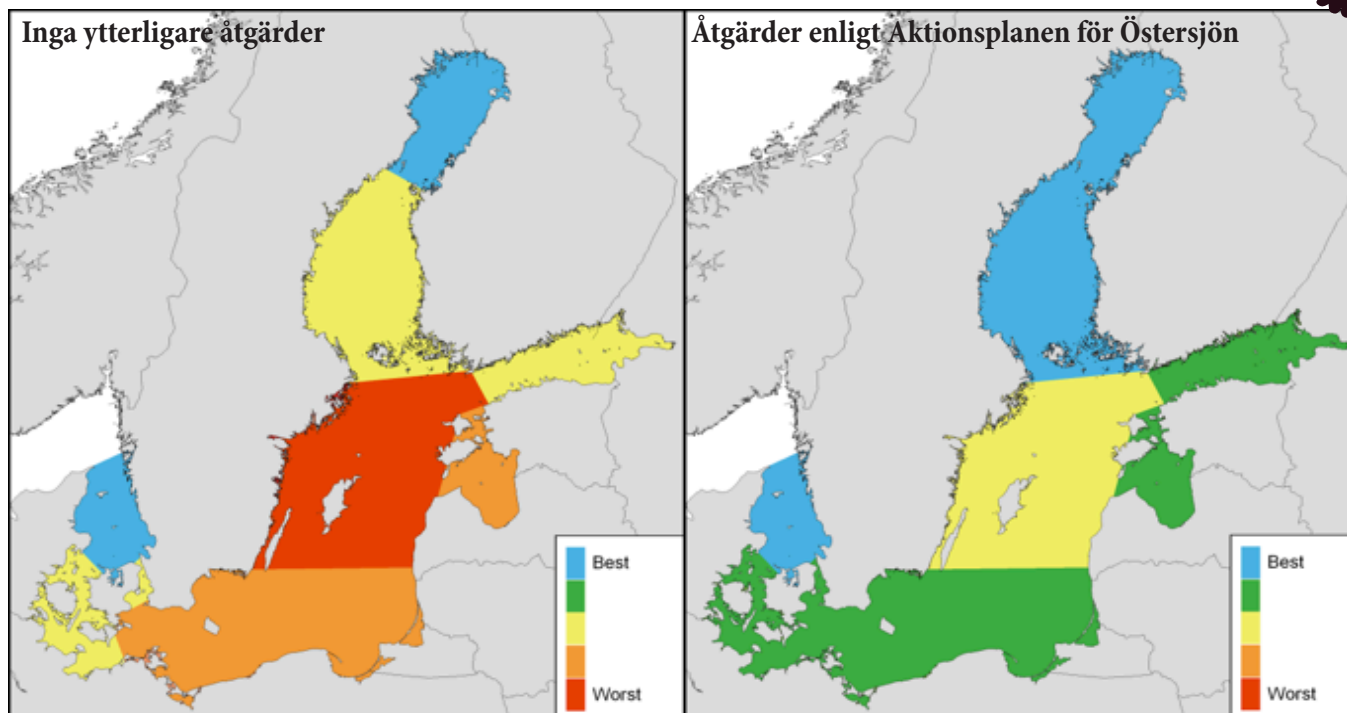 Inga ytterligare åtgärder
Best
Worst
Åtgärder enligt Aktionsplanen för Östersjön
Best
Worst